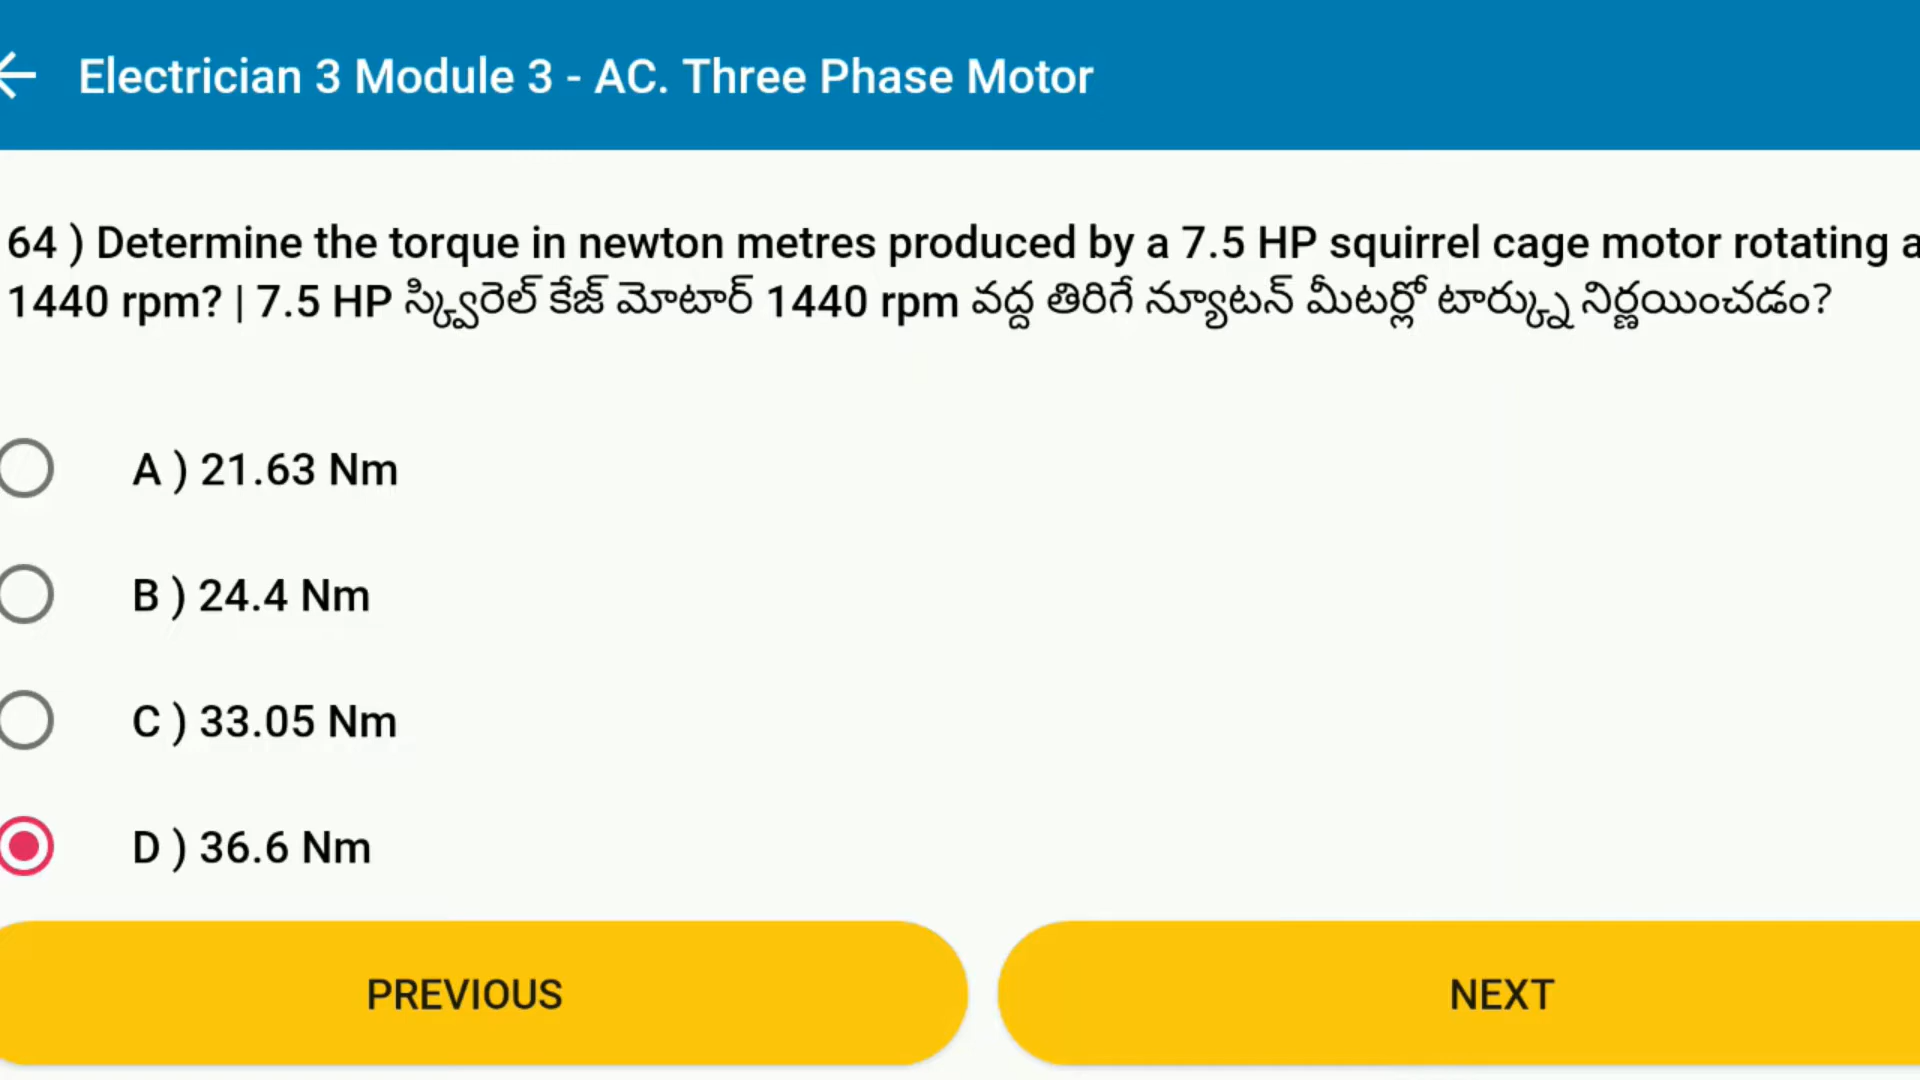 Electrician 3 Module 3 - AC. Three Phase Motor
64 ) Determine the torque in newton metres produced by a 7.5 HP squirrel cage motor rotating a
1440 rpm? | 7.5 HP స్క్విరెల్ కేజ్ మోటార్ 1440 rpm వద్ద తిరిగే న్యూటన్ మీటర్లో టార్క్ను నిర్ణయించడం?
A ) 21.63 Nm
B ) 24.4 Nm
C ) 33.05 Nm
D ) 36.6 Nm
PREVIOUS
NEXT